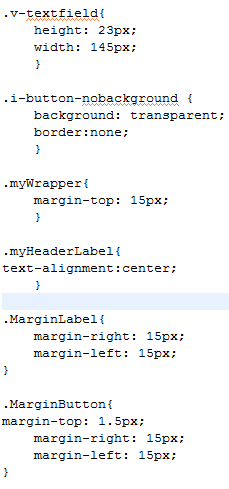 .v-textfield{
    height: 23px;
    width: 145px;
    }
.i-button-nobackground {
    background: transparent;
    border:none;
    }
.myWrapper{
    margin-top: 15px;
    }
.myHeaderLabel{
text-alignment:center;
    }
.MarginLabel{
    margin-right: 15px;
    margin-left: 15px;
}
.MarginButton{
margin-top: 1.5px;
    margin-right: 15px;
    margin-left: 15px;
}